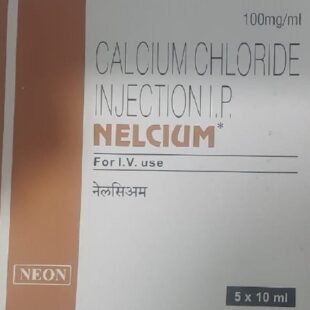 100mg/ml
CALCIUM CHLORIDE
INJECTION I.P.
NELCIUM*
For I.V. use
नेलसिअम
NEON
5 x 10 ml